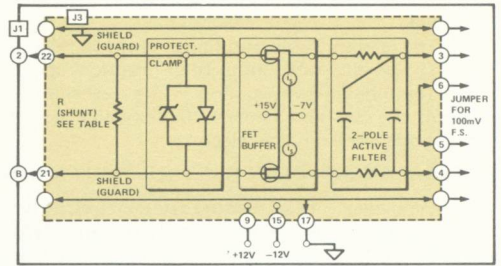 J1
J3
SHIELD
(GUARD)
PROTECT.
CLAMP
2
22
3
6
JUMPER
FOR
100mV
F.S.
R
(SHUNT)
SEE TABLE
+15V
-7V
FET
BUFFER
2-POLE
ACTIVE
FILTER
5
B
21
4
SHIELD
(GUARD)
9
15
17
+12V
-12V